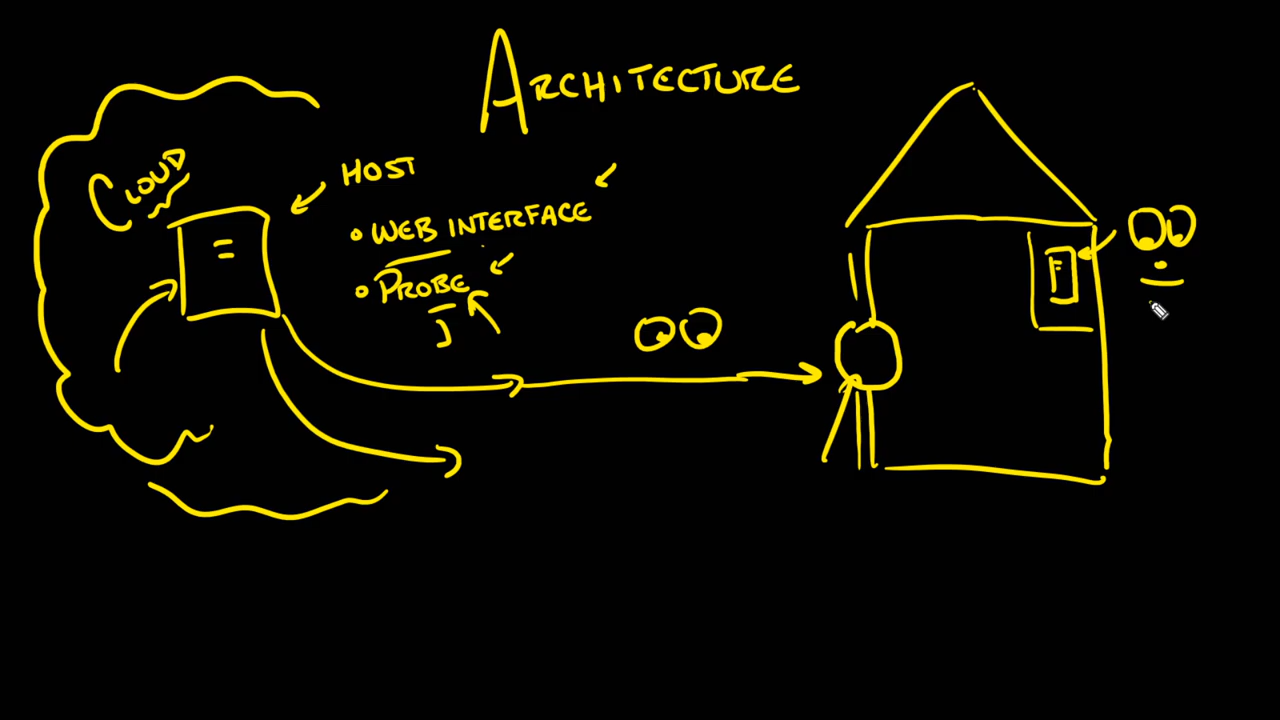 ARCHITECTURE
CLOUD
HOST
• WEB INTERFACE
• PROBE